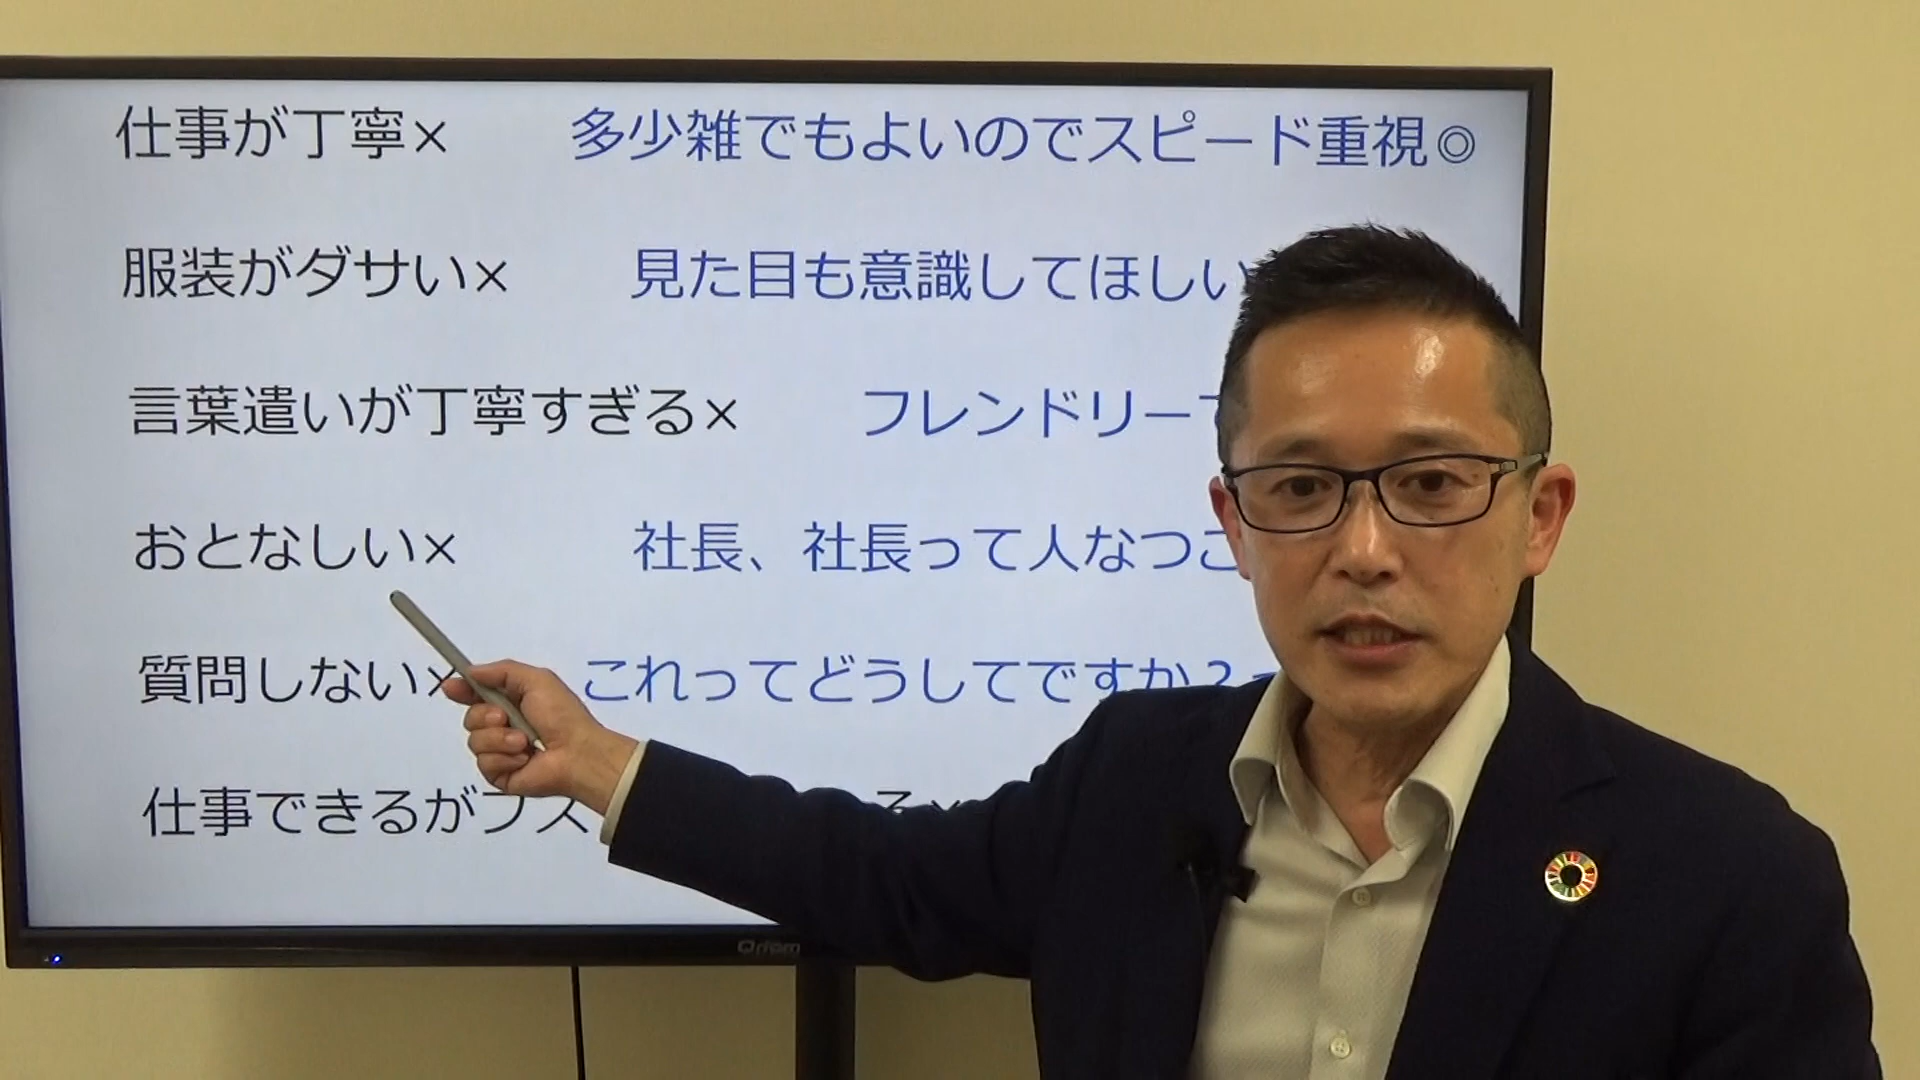 仕事が丁寧× 多少雑でもよいのでスピード重視◎
服装がダサい× 見た目も意識してほしい
言葉遣いが丁寧すぎる× フレンドリー
おとなしい× 社長、社長って人なつこ
質問しない× これってどうしてですか？
仕事できるがブス る×
Qriom